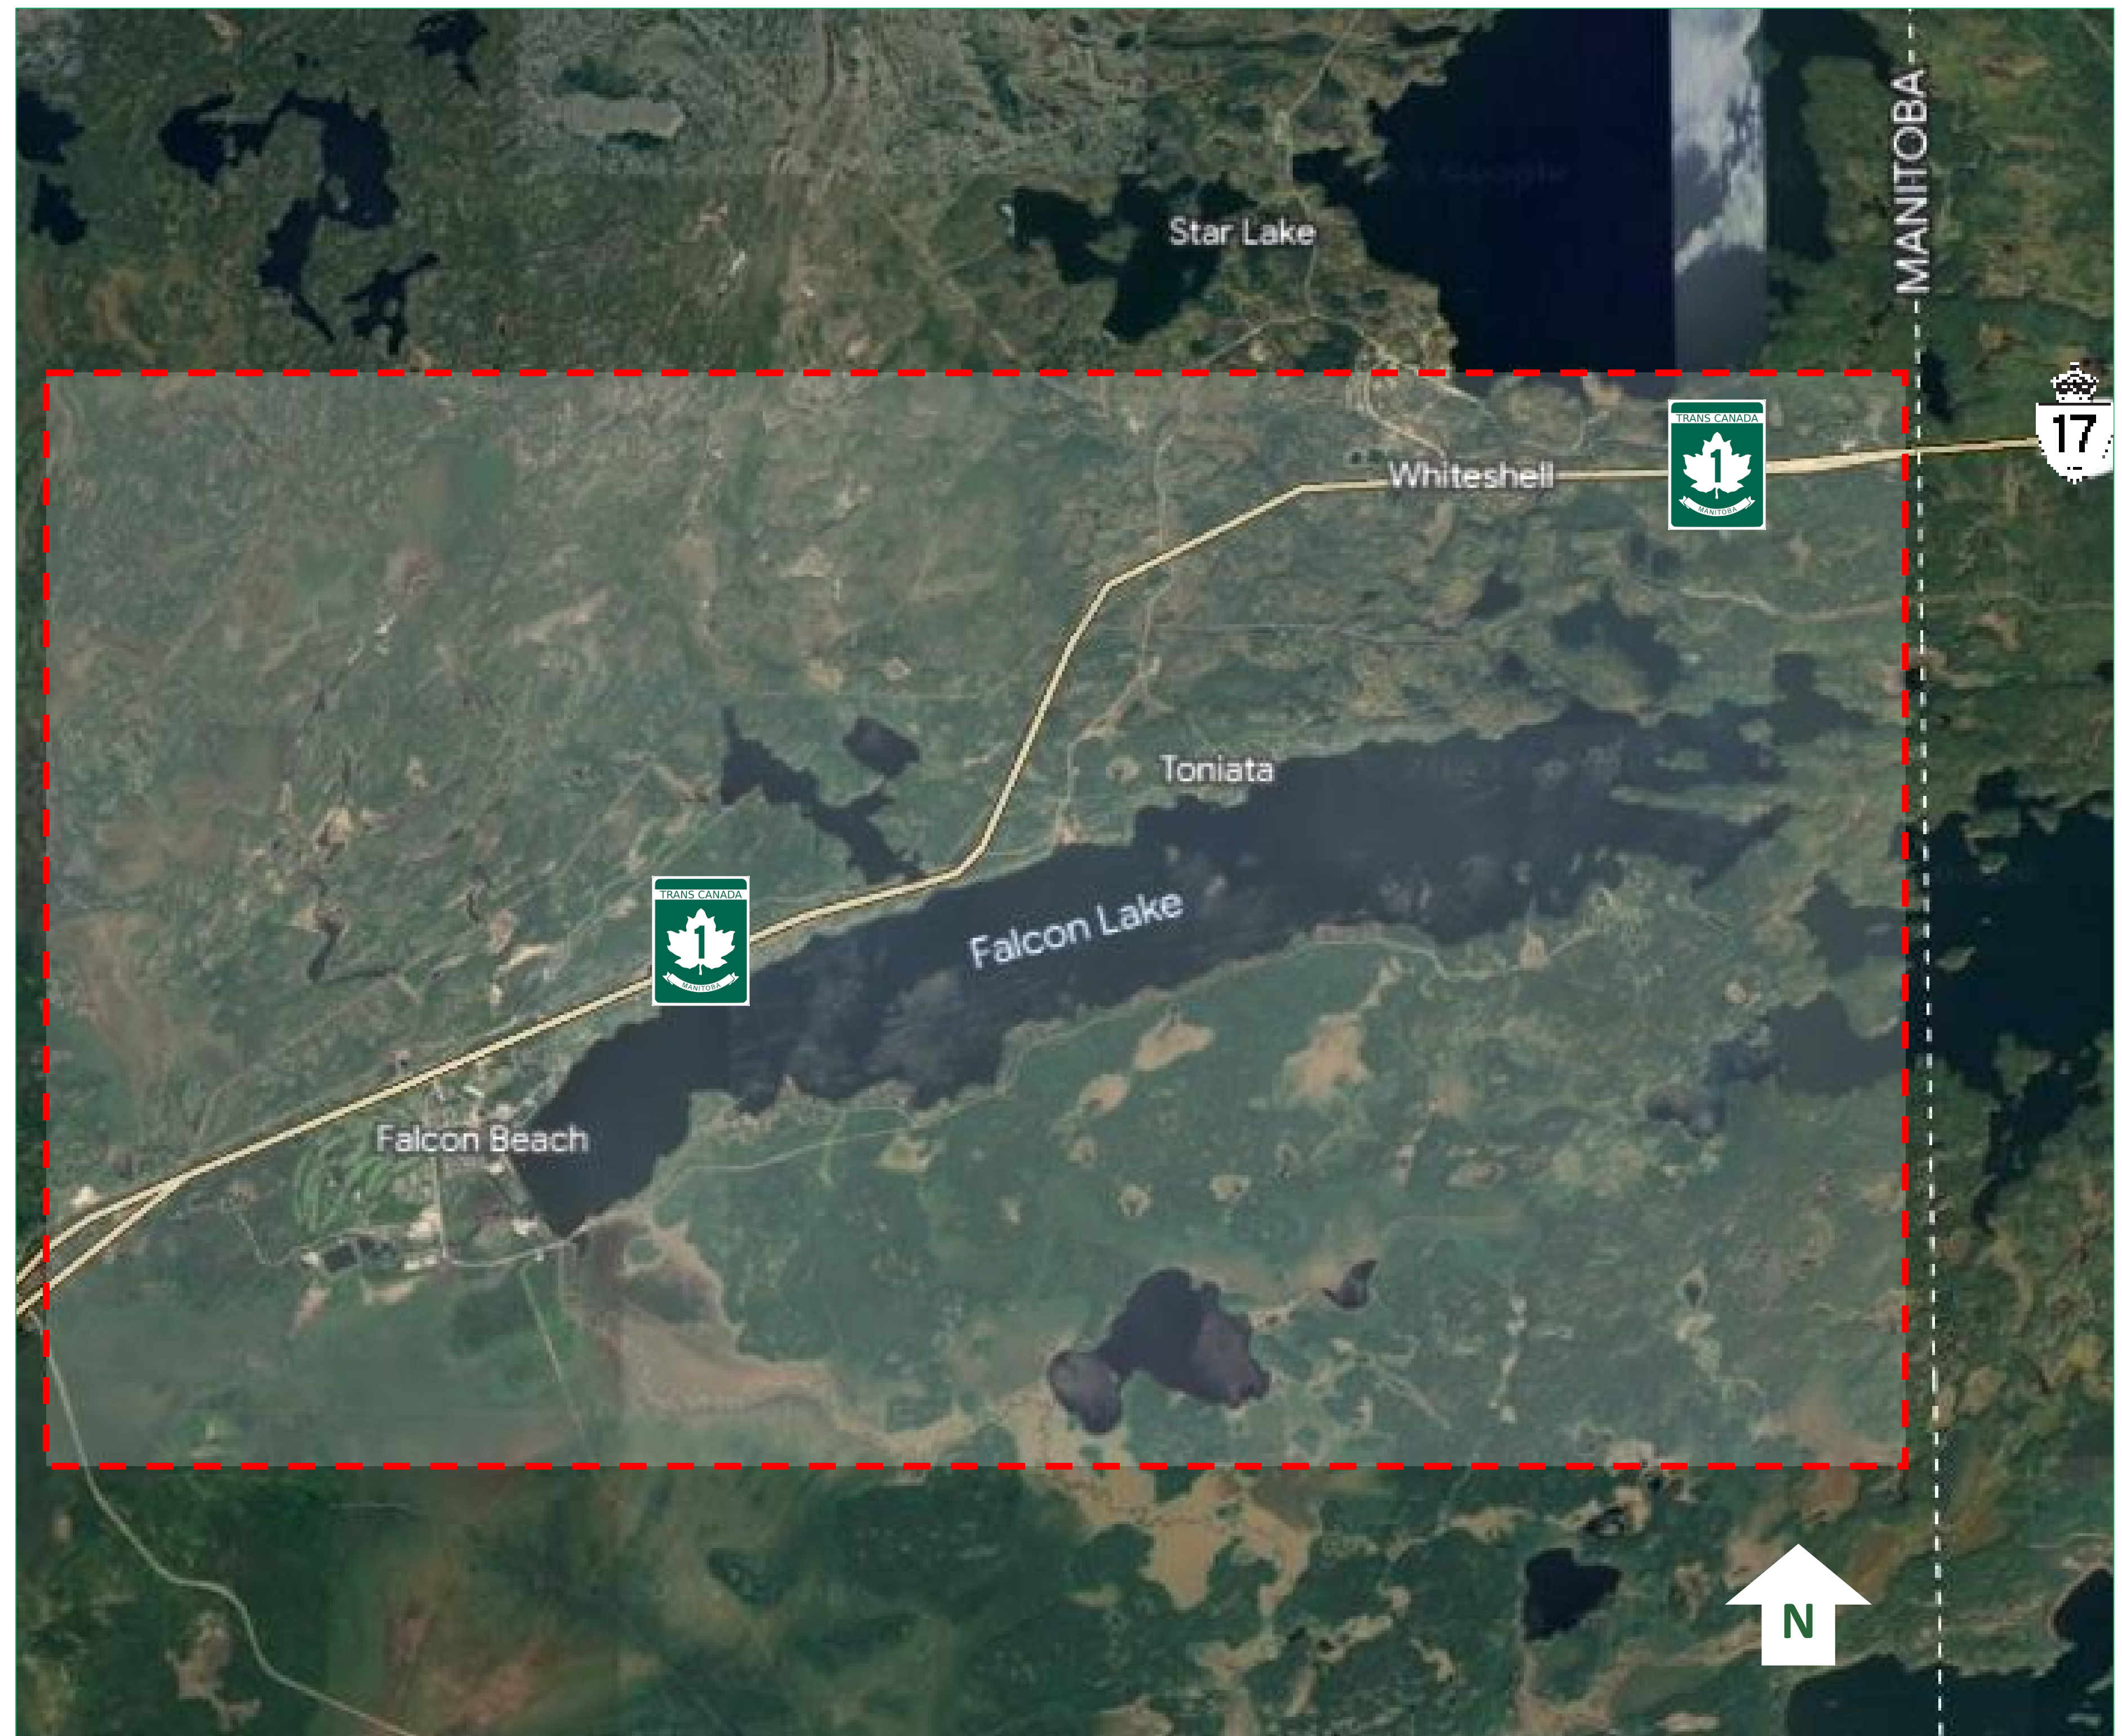 MANITOBA
Star Lake
17
TRANS CANADA
1
MANITOBA
Whiteshell
Toniata
TRANS CANADA
1
MANITOBA
Falcon Lake
Falcon Beach
N